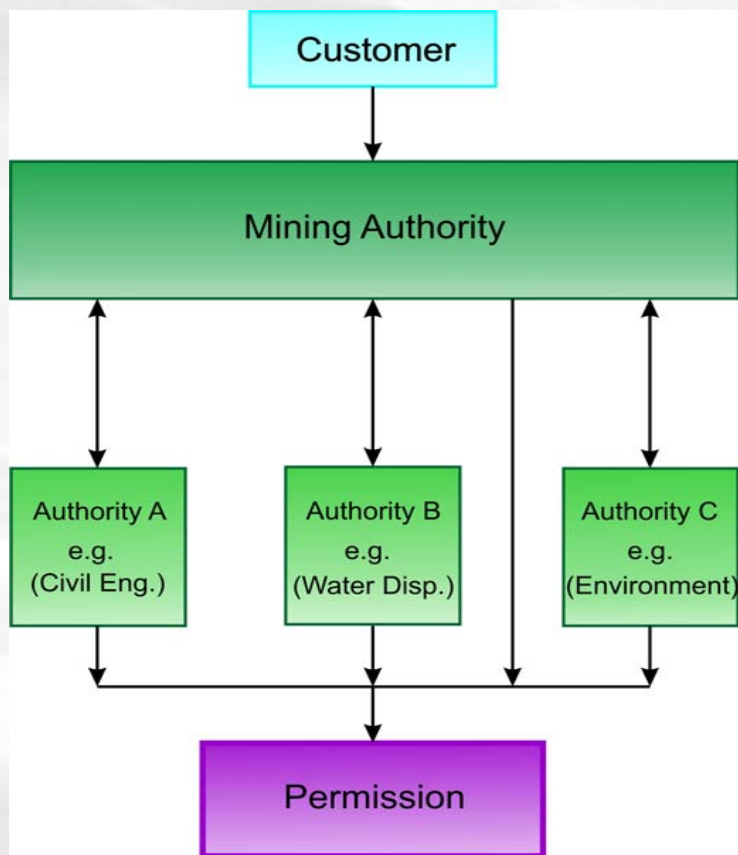 Customer
Mining Authority
Authority A
e.g.
(Civil Eng.)
Authority B
e.g.
(Water Disp.)
Authority C
e.g.
(Environment)
Permission